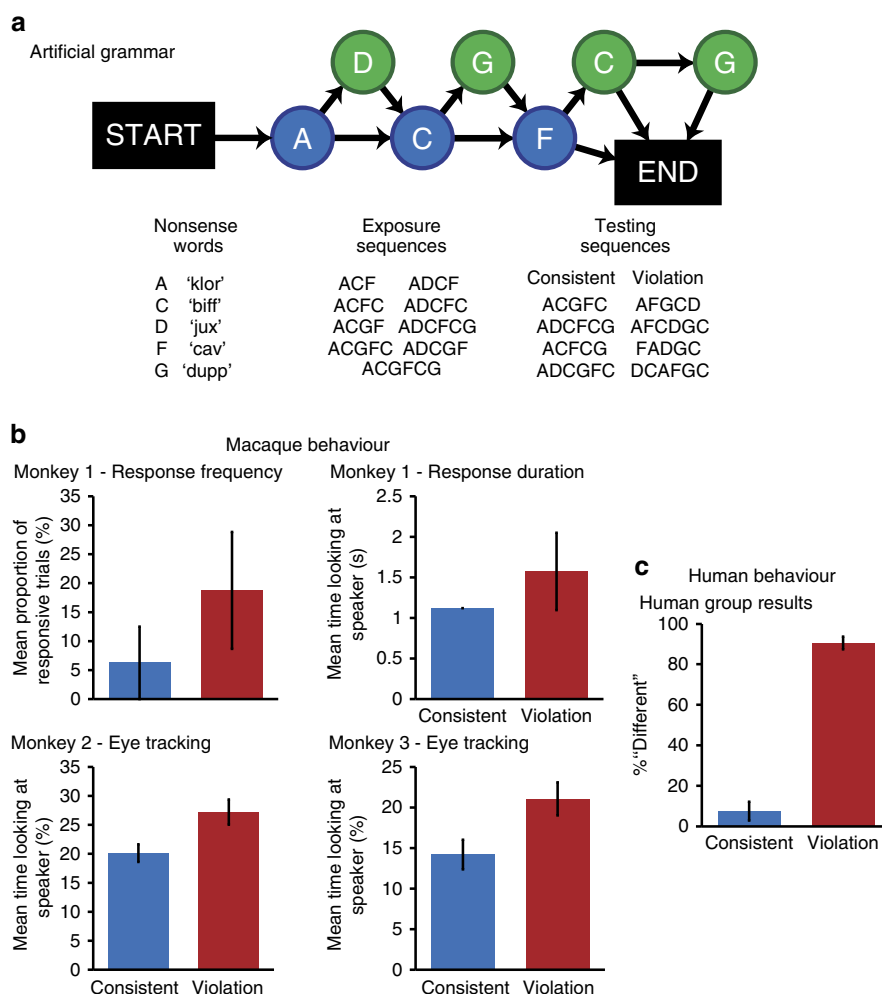 a
Artificial grammar
D G C G
START A C F END
Nonsense words
Exposure sequences
Testing sequences
Consistent Violation
A ‘klor’ ACF ADCF ACGFC AFGCD
C ‘biff’ ACFC ADCFC ADCFCG AFCDGC
D ‘jux’ ACGF ADCFCG ACFCG FADGC
F ‘cav’ ACGFC ADCGF ADCGFC DCAFGC
G ‘dupp’ ACGFCG
b
Macaque behaviour
Monkey 1 - Response frequency
Mean proportion of
responsive trials (%)
35
30
25
20
15
10
5
0
Monkey 1 - Response duration
Mean time looking at
speaker (s)
2.5
2
1.5
1
0.5
0
Consistent Violation
Monkey 2 - Eye tracking
Mean time looking at
speaker (%)
35
30
25
20
15
10
5
0
Consistent Violation
Monkey 3 - Eye tracking
Mean time looking at
speaker (%)
25
20
15
10
5
0
Consistent Violation
c
Human behaviour
Human group results
%“Different”
100
80
60
40
20
0
Consistent Violation